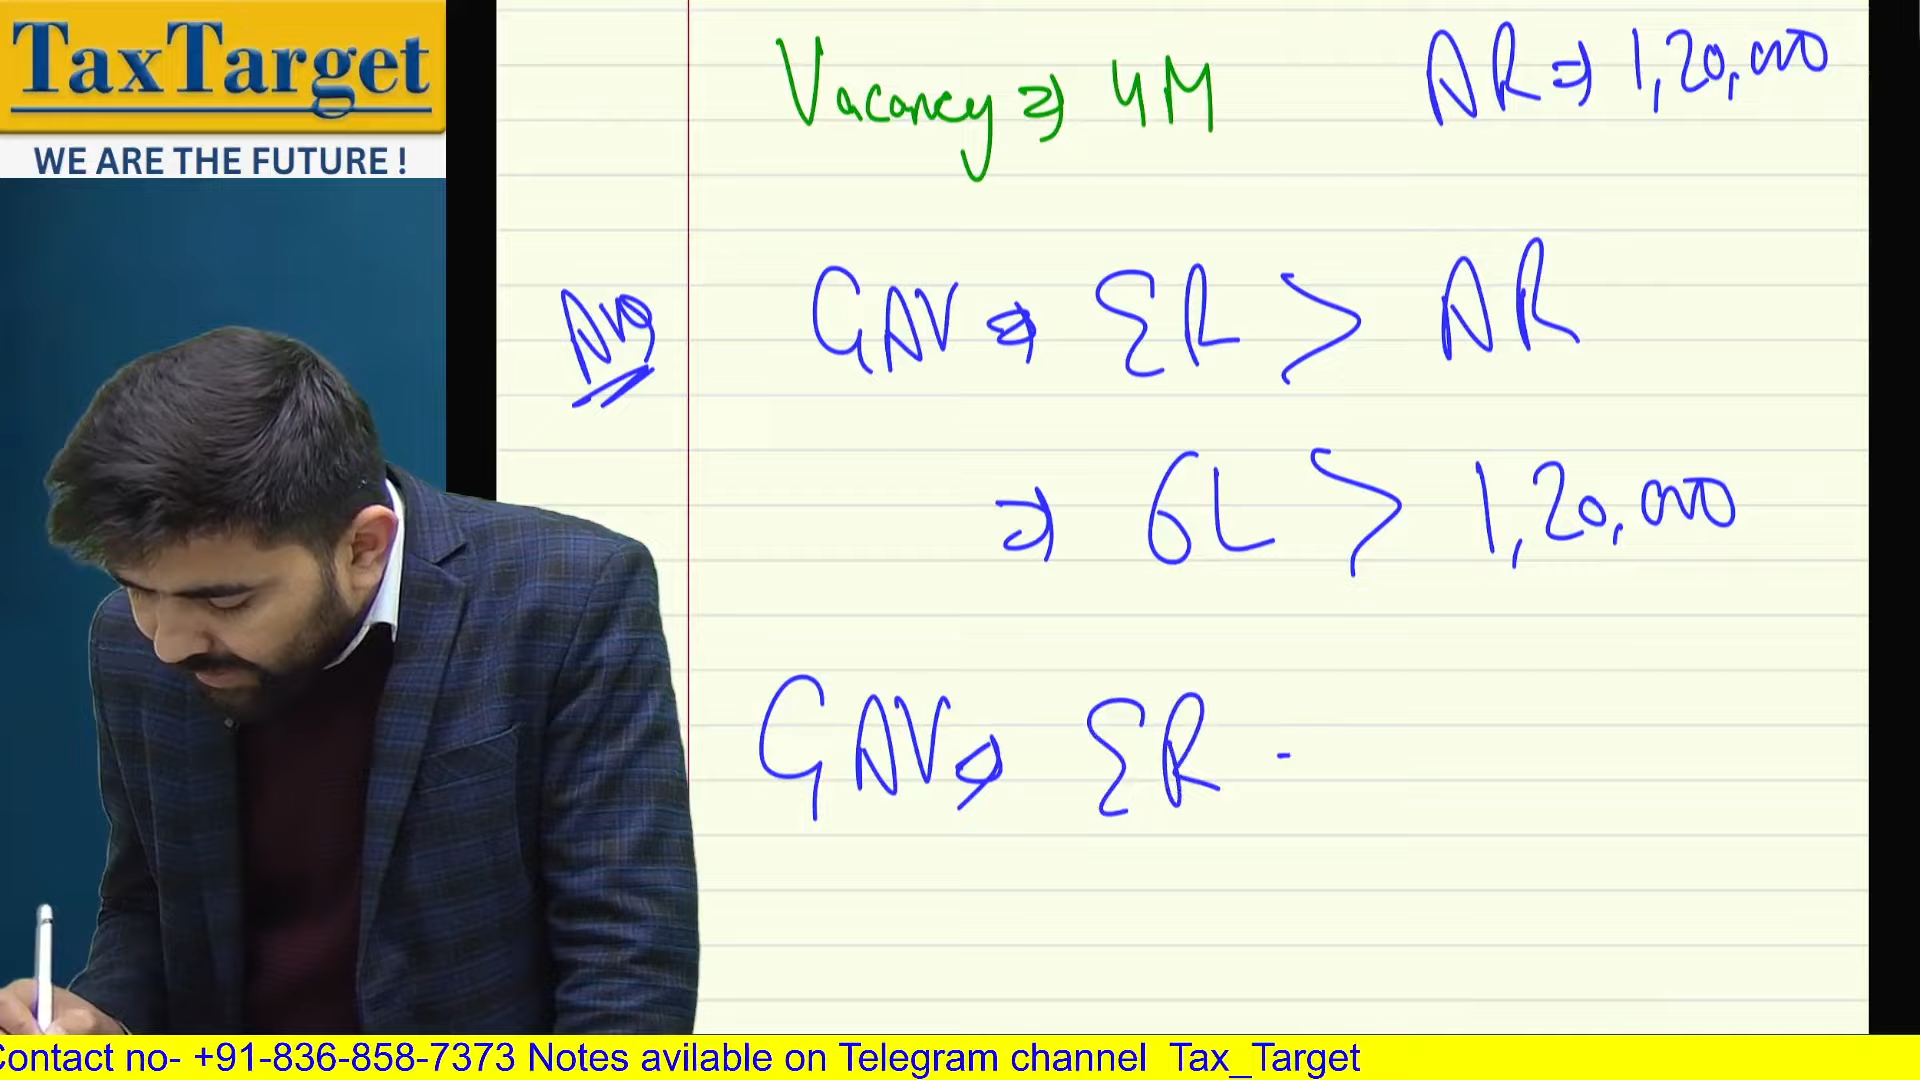 TaxTarget
WE ARE THE FUTURE !
Vacancy ⇒ 4M
AR ⇒ 1,20,000
Ans
GAV ⇒ ER > AR
⇒ 6L > 1,20,000
GAV ⇒ ER -
Contact no- +91-836-858-7373 Notes avilable on Telegram channel Tax_Target